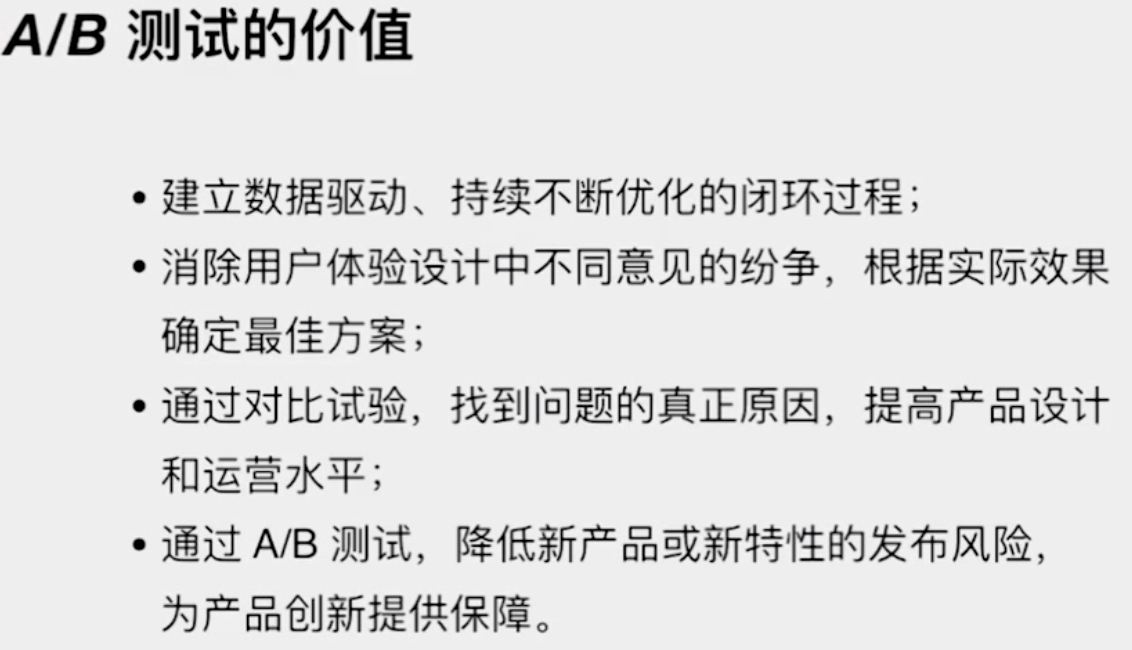 A/B 测试的价值
• 建立数据驱动、持续不断优化的闭环过程；
• 消除用户体验设计中不同意见的纷争，根据实际效果
确定最佳方案；
• 通过对比试验，找到问题的真正原因，提高产品设计
和运营水平；
• 通过 A/B 测试，降低新产品或新特性的发布风险，
为产品创新提供保障。